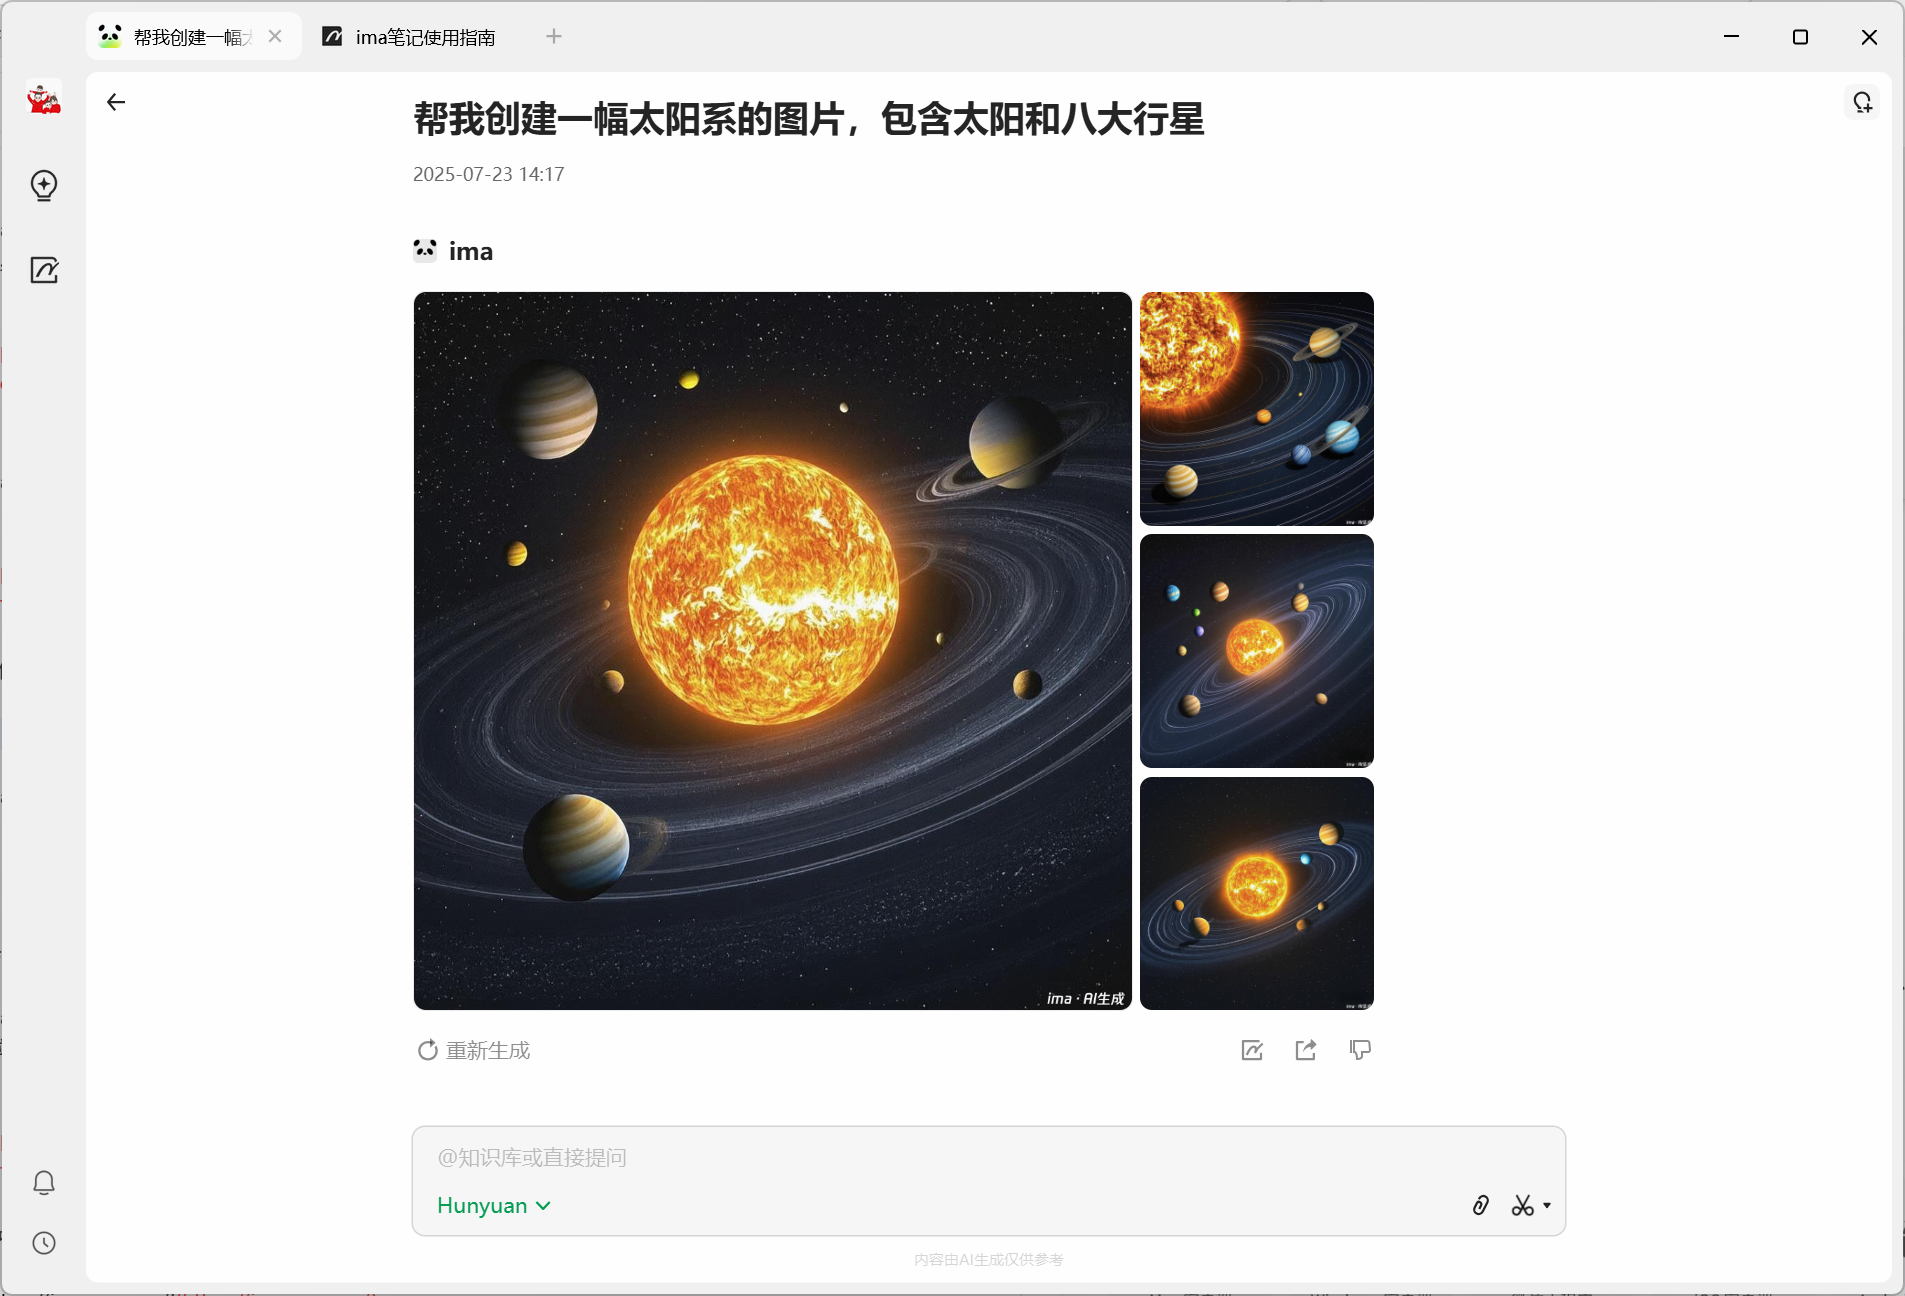 帮我创建一幅太
ima笔记使用指南
帮我创建一幅太阳系的图片，包含太阳和八大行星
2025-07-23 14:17
ima
ima · AI生成
重新生成
@知识库或直接提问
Hunyuan
内容由AI生成仅供参考